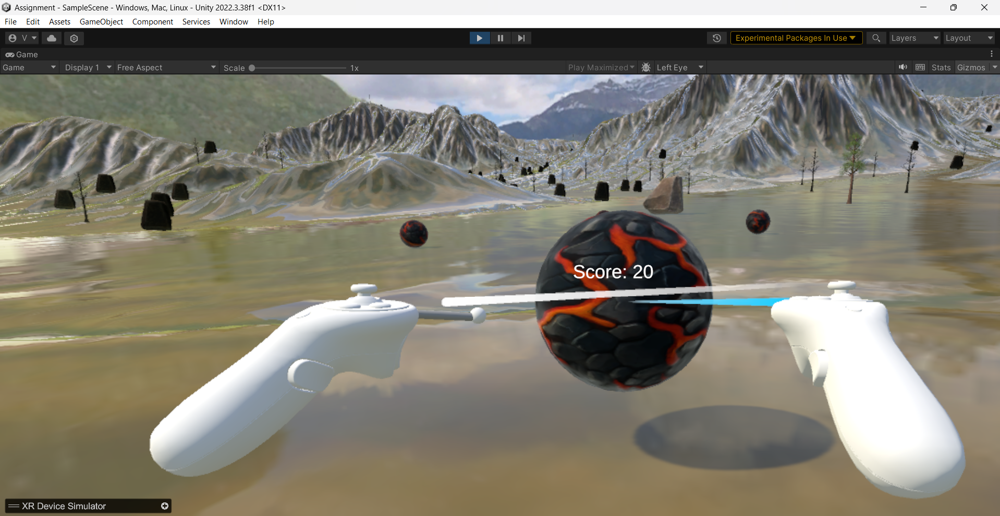 Assignment - SampleScene - Windows, Mac, Linux - Unity 2022.3.38f1 <DX11>
File Edit Assets GameObject Component Services Window Help
V Experimental Packages In Use Layers Layout
Game
Game Display 1 Free Aspect Scale 1x Play Maximized Left Eye Stats Gizmos
Score: 20
XR Device Simulator